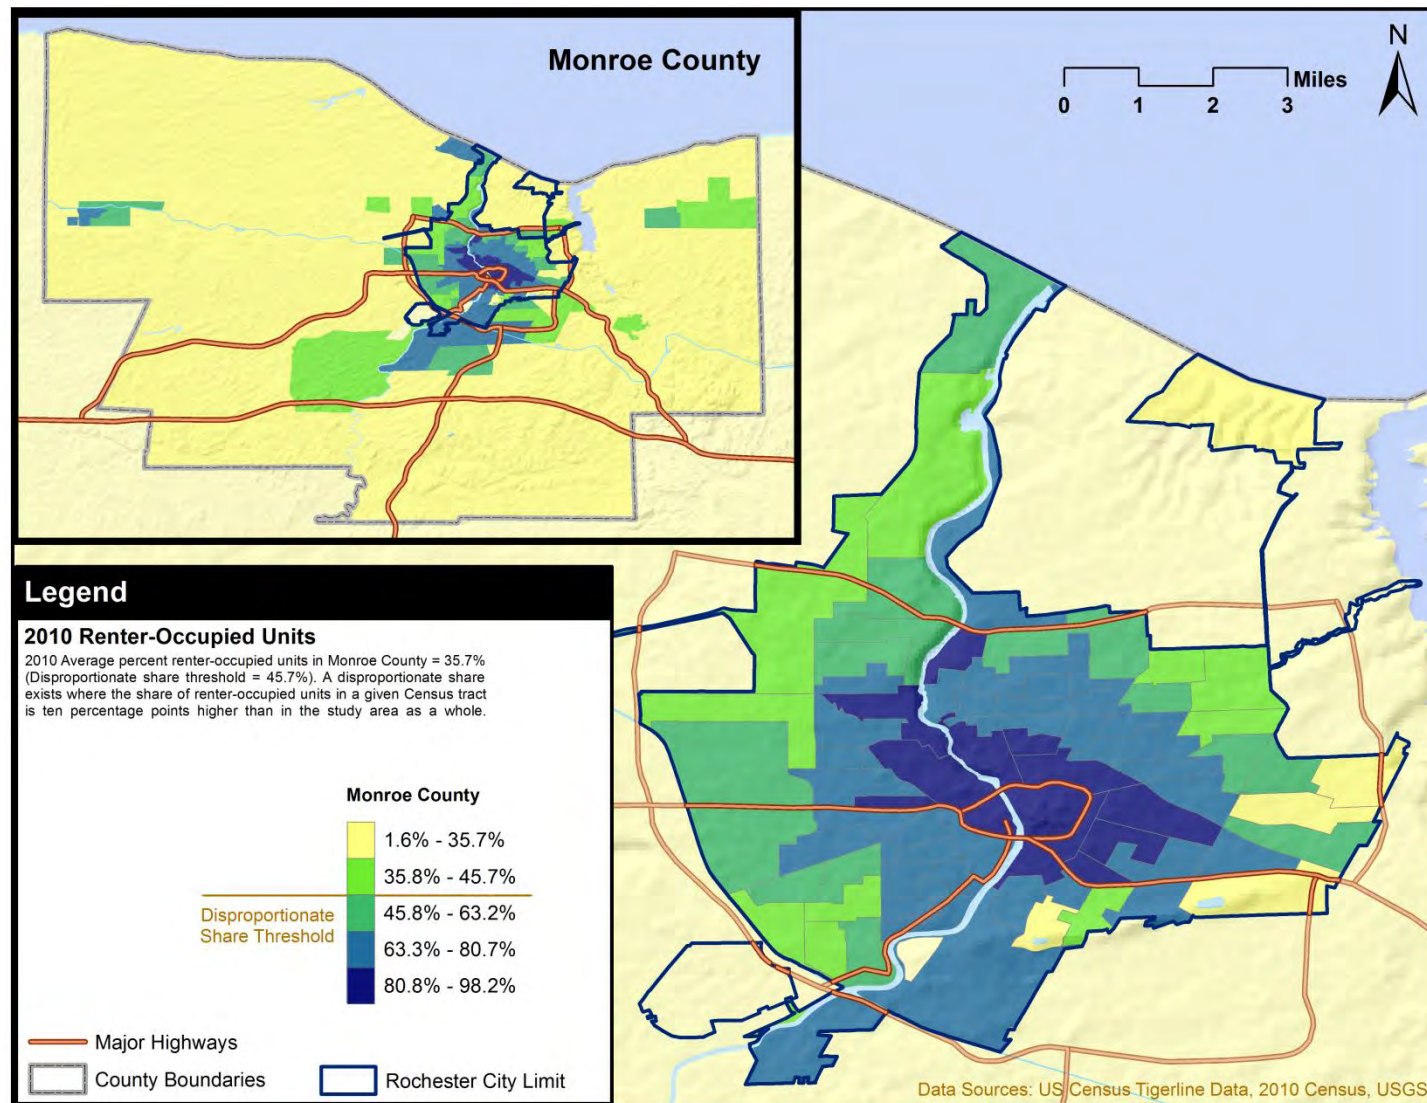 Monroe County
N
Miles
0 1 2 3
Legend
2010 Renter-Occupied Units
2010 Average percent renter-occupied units in Monroe County = 35.7%
(Disproportionate share threshold = 45.7%). A disproportionate share
exists where the share of renter-occupied units in a given Census tract
is ten percentage points higher than in the study area as a whole.
Monroe County
1.6% - 35.7%
35.8% - 45.7%
Disproportionate
Share Threshold
45.8% - 63.2%
63.3% - 80.7%
80.8% - 98.2%
Major Highways
County Boundaries
Rochester City Limit
Data Sources: US Census Tigerline Data, 2010 Census, USGS